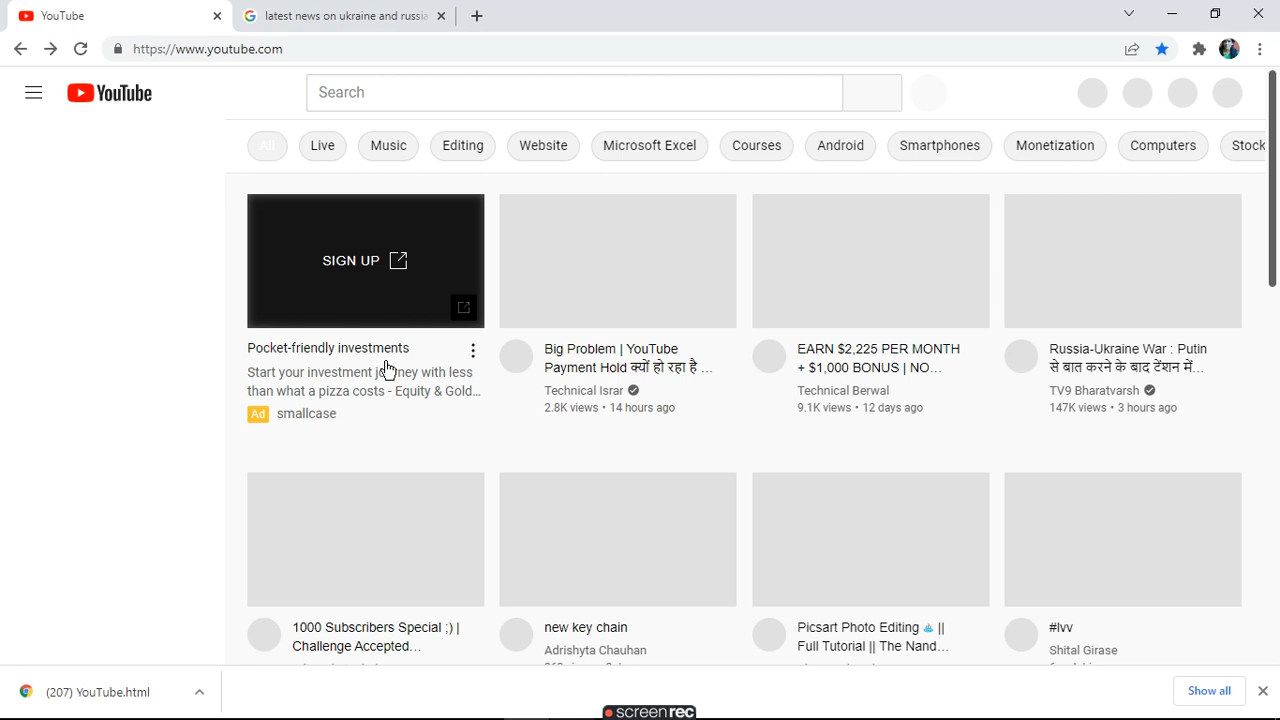 YouTube
latest news on ukraine and russia
https://www.youtube.com
YouTube
Search
All
Live
Music
Editing
Website
Microsoft Excel
Courses
Android
Smartphones
Monetization
Computers
Stock
SIGN UP
Pocket-friendly investments
Start your investment journey with less
than what a pizza costs - Equity & Gold...
Ad smallcase
Big Problem | YouTube
Payment Hold क्यों हो रहा है ...
Technical Israr
2.8K views • 14 hours ago
EARN $2,225 PER MONTH
+ $1,000 BONUS | NO...
Technical Berwal
9.1K views • 12 days ago
Russia-Ukraine War : Putin
से बात करने के बाद टेंशन में...
TV9 Bharatvarsh
147K views • 3 hours ago
1000 Subscribers Special ;) |
Challenge Accepted...
new key chain
Adrishyta Chauhan
Picsart Photo Editing ⛵ ||
Full Tutorial || The Nand...
#lvv
Shital Girase
(207) YouTube.html
Show all
screenrec